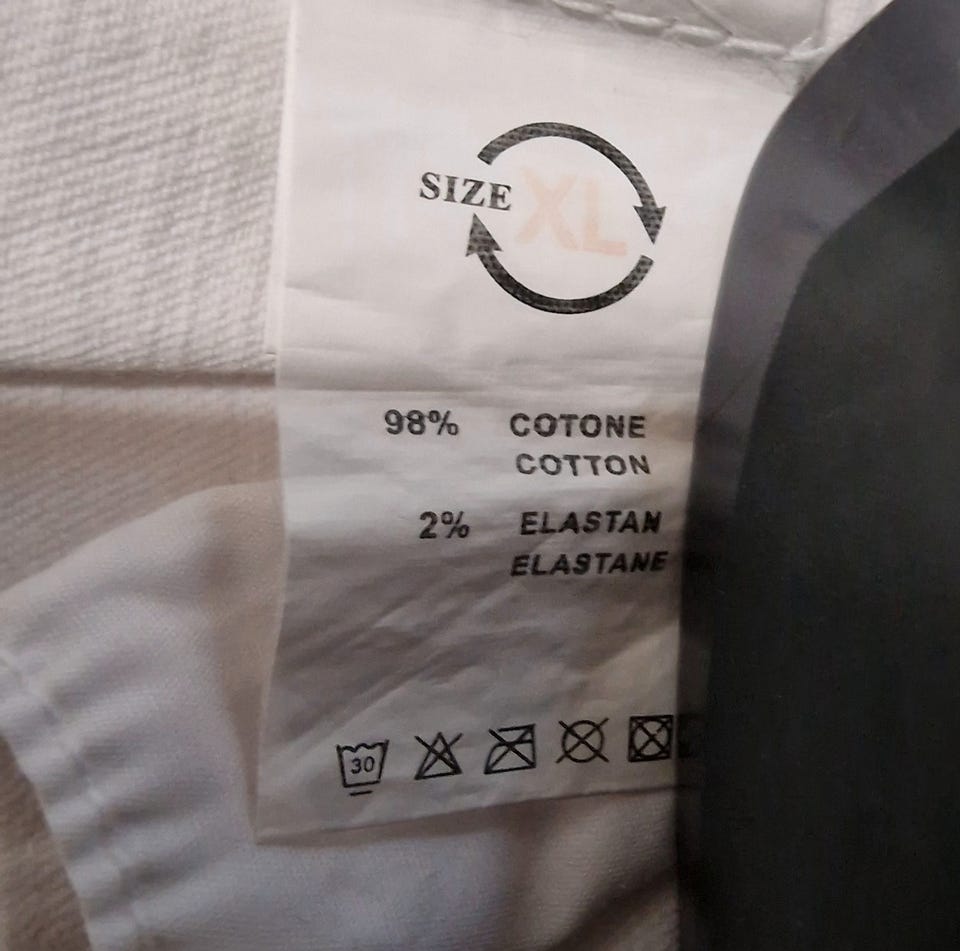 SIZE XL
98% COTONE
COTTON
2% ELASTAN
ELASTANE
30